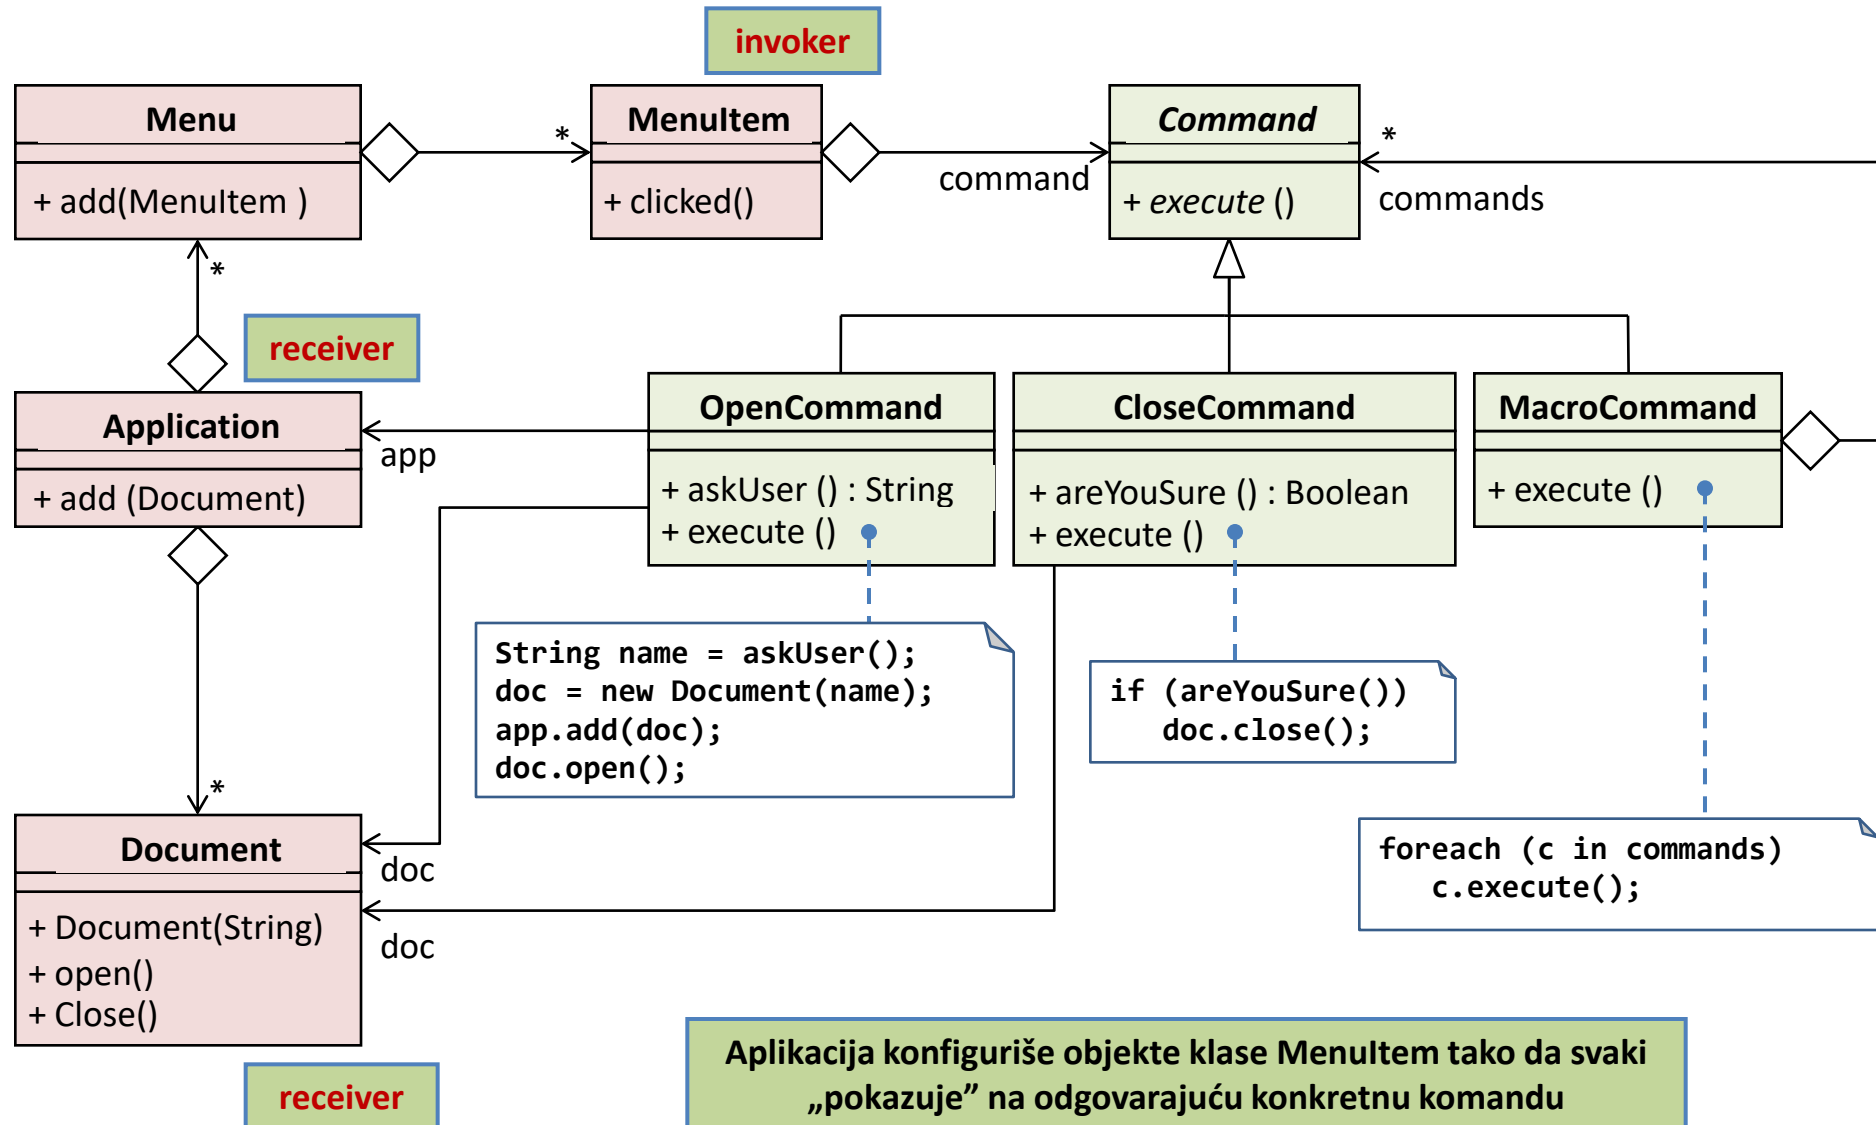 invoker
Menu
+ add(MenuItem )
*
MenuItem
+ clicked()
command
Command
+ execute ()
*
commands
*
receiver
Application
+ add (Document)
app
OpenCommand
+ askUser () : String
+ execute ()
CloseCommand
+ areYouSure () : Boolean
+ execute ()
MacroCommand
+ execute ()
String name = askUser();
doc = new Document(name);
app.add(doc);
doc.open();
if (areYouSure())
doc.close();
foreach (c in commands)
c.execute();
*
Document
+ Document(String)
+ open()
+ Close()
doc
doc
receiver
Aplikacija konfiguriše objekte klase MenuItem tako da svaki
„pokazuje” na odgovarajuću konkretnu komandu